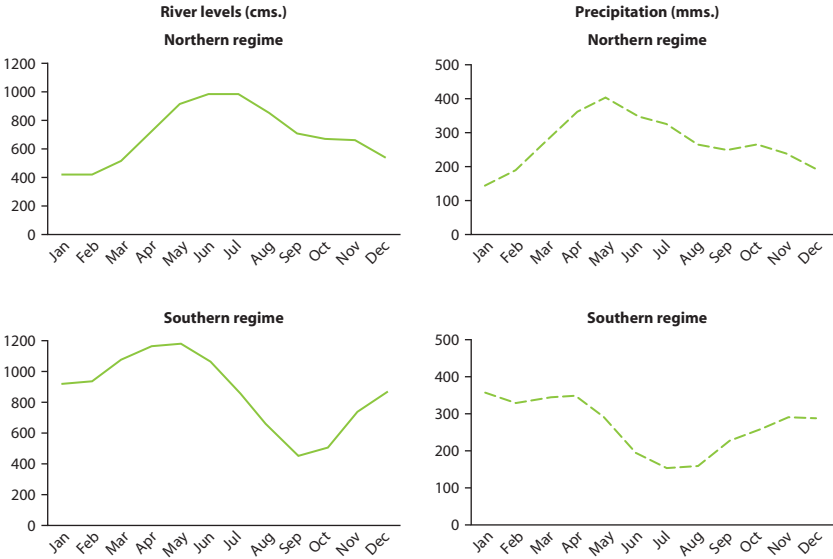 River levels (cms.)
Northern regime
1200
1000
800
600
400
200
0
Jan Feb Mar Apr May Jun Jul Aug Sep Oct Nov Dec
Precipitation (mms.)
Northern regime
500
400
300
200
100
0
Jan Feb Mar Apr May Jun Jul Aug Sep Oct Nov Dec
Southern regime
1200
1000
800
600
400
200
0
Jan Feb Mar Apr May Jun Jul Aug Sep Oct Nov Dec
Southern regime
500
400
300
200
100
0
Jan Feb Mar Apr May Jun Jul Aug Sep Oct Nov Dec